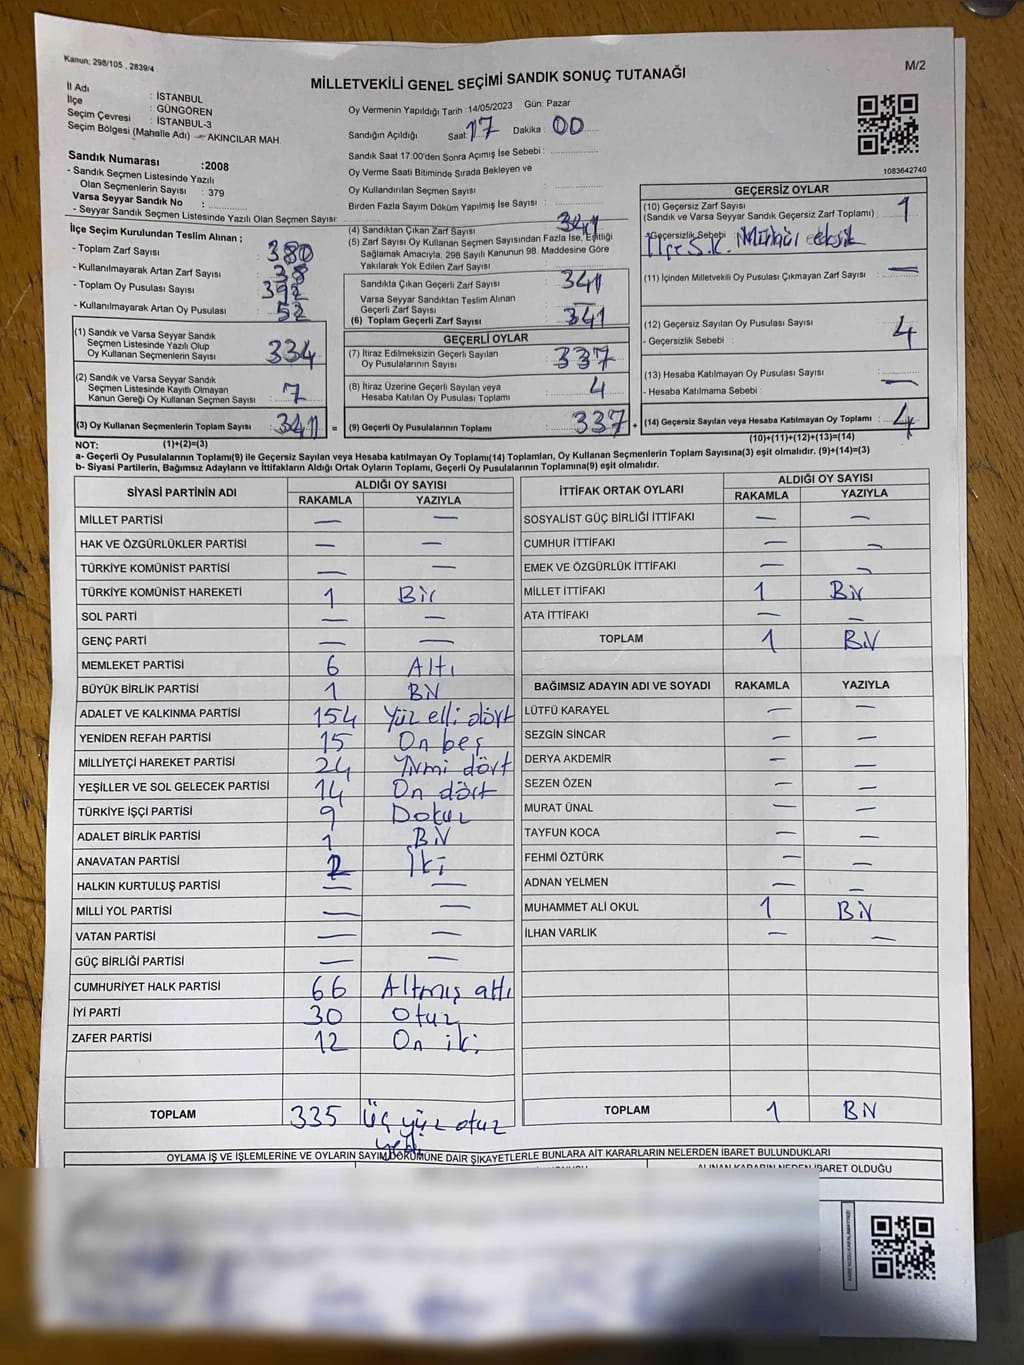 Kanun; 298/105 , 2839/4
M/2
MİLLETVEKİLİ GENEL SEÇİMİ SANDIK SONUÇ TUTANAĞI
İl Adı : İSTANBUL
İlçe : GÜNGÖREN
Seçim Çevresi : İSTANBUL-3
Seçim Bölgesi (Mahalle Adı) AKINCILAR MAH.
Sandık Numarası :2008
- Sandık Seçmen Listesinde Yazılı
Olan Seçmenlerin Sayısı : 379
Varsa Seyyar Sandık No :
- Seyyar Sandık Seçmen Listesinde Yazılı Olan Seçmen Sayısı
Oy Vermenin Yapıldığı Tarih :14/05/2023 Gün: Pazar
Sandığın Açıldığı Saat: 17 Dakika : 00
Sandık Saat 17:00'den Sonra Açımış İse Sebebi :
Oy Verme Saati Bitiminde Sırada Bekleyen ve
Oy Kullandırılan Seçmen Sayısı :
Birden Fazla Sayım Döküm Yapılmış İse Sayısı :
1083642740
İlçe Seçim Kurulundan Teslim Alınan ;
- Toplam Zarf Sayısı : 380
- Kullanılmayarak Artan Zarf Sayısı : 38
- Toplam Oy Pusulası Sayısı : 392
- Kullanılmayarak Artan Oy Pusulası : 52
(1) Sandık ve Varsa Seyyar Sandık
Seçmen Listesinde Yazılı Olup
Oy Kullanan Seçmenlerin Sayısı : 334
(2) Sandık ve Varsa Seyyar Sandık
Seçmen Listesinde Kayıtlı Olmayan
Kanun Gereği Oy Kullanan Seçmen Sayısı : 7
(3) Oy Kullanan Seçmenlerin Toplam Sayısı : 341 =
(1)+(2)=(3)
(4) Sandıktan Çıkan Zarf Sayısı 341
(5) Zarf Sayısı Oy Kullanan Seçmen Sayısından Fazla İse, Eşitliği
Sağlamak Amacıyla; 298 Sayılı Kanunun 98. Maddesine Göre
Yakılarak Yok Edilen Zarf Sayısı :
Sandıkta Çıkan Geçerli Zarf Sayısı : 341
Varsa Seyyar Sandıktan Teslim Alınan
Geçerli Zarf Sayısı : —
(6) Toplam Geçerli Zarf Sayısı : 341
GEÇERLİ OYLAR
(7) İtiraz Edilmeksizin Geçerli Sayılan
Oy Pusulalarının Sayısı : 337
(8) İtiraz Üzerine Geçerli Sayılan veya
Hesaba Katılan Oy Pusulası Toplamı : 4
(9) Geçerli Oy Pusulalarının Toplamı : 337 +
GEÇERSİZ OYLAR
(10) Geçersiz Zarf Sayısı
(Sandık ve Varsa Seyyar Sandık Geçersiz Zarf Toplamı) : 1
-Geçersizlik Sebebi : İlçe S.K. Mührü eksik
(11) İçinden Milletvekili Oy Pusulası Çıkmayan Zarf Sayısı : —
(12) Geçersiz Sayılan Oy Pusulası Sayısı : 4
- Geçersizlik Sebebi :
(13) Hesaba Katılmayan Oy Pusulası Sayısı : —
- Hesaba Katılmama Sebebi :
(14) Geçersiz Sayılan veya Hesaba Katılmayan Oy Toplamı : 4
(10)+(11)+(12)+(13)=(14)
NOT:
a- Geçerli Oy Pusulalarının Toplamı(9) ile Geçersiz Sayılan veya Hesaba Katılmayan Oy Toplamı(14) Toplamları, Oy Kullanan Seçmenlerin Toplam Sayısına(3) eşit olmalıdır. (9)+(14)=(3)
b- Siyasi Partilerin, Bağımsız Adayların ve İttifakların Aldığı Ortak Oyların Toplamı, Geçerli Oy Pusulalarının Toplamına(9) eşit olmalıdır.
SİYASİ PARTİNİN ADI ALDIĞI OY SAYISI
RAKAMLA YAZIYLA
MİLLET PARTİSİ — —
HAK VE ÖZGÜRLÜKLER PARTİSİ — —
TÜRKİYE KOMÜNİST PARTİSİ — —
TÜRKİYE KOMÜNİST HAREKETİ 1 Bir
SOL PARTİ — —
GENÇ PARTİ — —
MEMLEKET PARTİSİ 6 Altı
BÜYÜK BİRLİK PARTİSİ 1 Bir
ADALET VE KALKINMA PARTİSİ 154 Yüz elli dört
YENİDEN REFAH PARTİSİ 15 On beş
MİLLİYETÇİ HAREKET PARTİSİ 24 Yirmi dört
YEŞİLLER VE SOL GELECEK PARTİSİ 14 On dört
TÜRKİYE İŞÇİ PARTİSİ 9 Dokuz
ADALET BİRLİK PARTİSİ 1 Bir
ANAVATAN PARTİSİ 2 İki
HALKIN KURTULUŞ PARTİSİ — —
MİLLİ YOL PARTİSİ — —
VATAN PARTİSİ — —
GÜÇ BİRLİĞİ PARTİSİ — —
CUMHURİYET HALK PARTİSİ 66 Altmış altı
İYİ PARTİ 30 Otuz
ZAFER PARTİSİ 12 On iki
TOPLAM 335 Üç yüz otuz
İTTİFAK ORTAK OYLARI ALDIĞI OY SAYISI
RAKAMLA YAZIYLA
SOSYALİST GÜÇ BİRLİĞİ İTTİFAKI — —
CUMHUR İTTİFAKI — —
EMEK VE ÖZGÜRLÜK İTTİFAKI — —
MİLLET İTTİFAKI 1 Bir
ATA İTTİFAKI — —
TOPLAM 1 Bir
BAĞIMSIZ ADAYIN ADI VE SOYADI RAKAMLA YAZIYLA
LÜTFÜ KARAYEL — —
SEZGİN SİNCAR — —
DERYA AKDEMİR — —
SEZEN ÖZEN — —
MURAT ÜNAL — —
TAYFUN KOCA — —
FEHMİ ÖZTÜRK — —
ADNAN YELMEN — —
MUHAMMET ALİ OKUL 1 Bir
İLHAN VARLIK — —
TOPLAM 1 Bir
OYLAMA İŞ VE İŞLEMLERİNE VE OYLARIN SAYIM DÖKÜMÜNE DAİR ŞİKAYETLERLE BUNLARA AİT KARARLARIN NELERDEN İBARET BULUNDUKLARI
ALINAN KARARIN NEDEN İBARET OLDUĞU